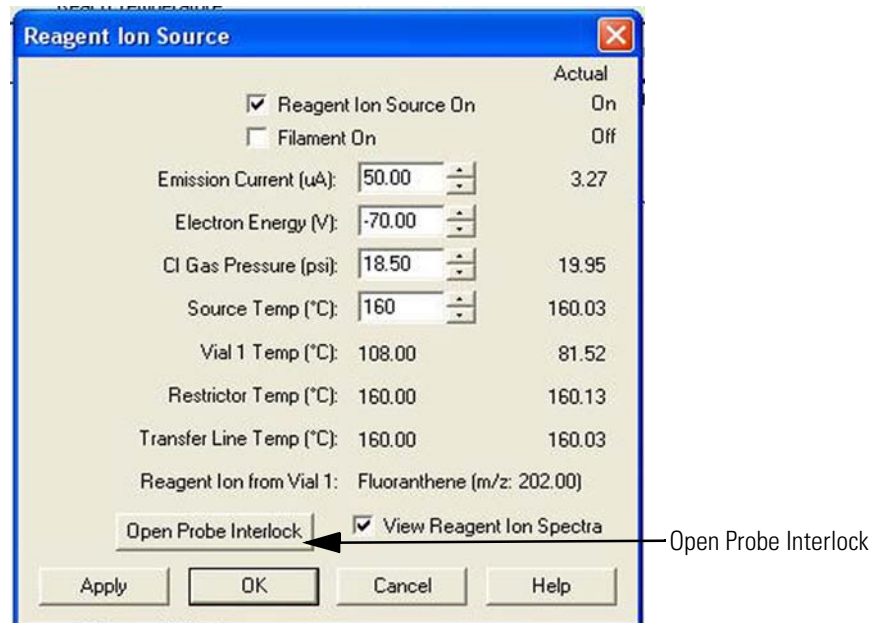 Reagent Ion Source
Actual
Reagent Ion Source On On
Filament On Off
Emission Current (uA): 50.00 3.27
Electron Energy (V): -70.00
CI Gas Pressure (psi): 18.50 19.95
Source Temp (°C): 160 160.03
Vial 1 Temp (°C): 108.00 81.52
Restrictor Temp (°C): 160.00 160.13
Transfer Line Temp (°C): 160.00 160.03
Reagent Ion from Vial 1: Fluoranthene (m/z: 202.00)
Open Probe Interlock View Reagent Ion Spectra
Open Probe Interlock
Apply OK Cancel Help